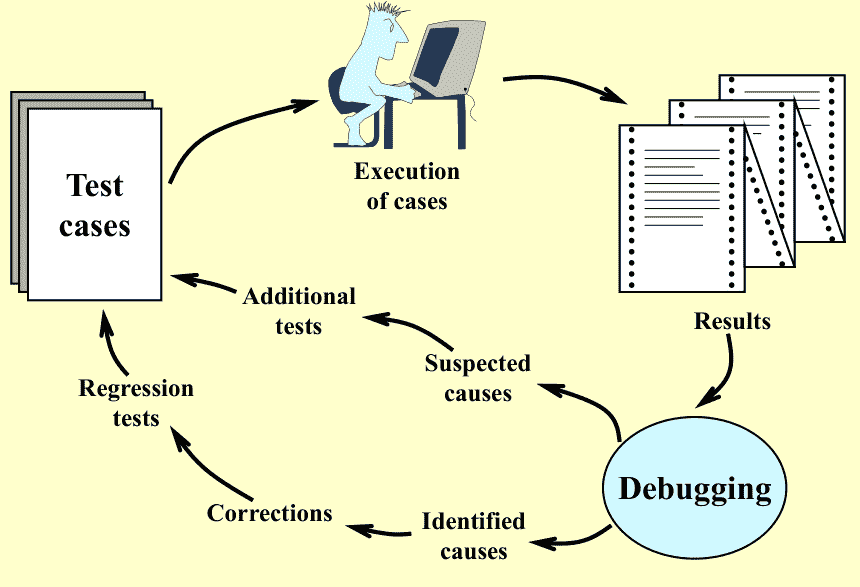 Test
cases
Execution
of cases
Results
Additional
tests
Suspected
causes
Regression
tests
Debugging
Corrections
Identified
causes